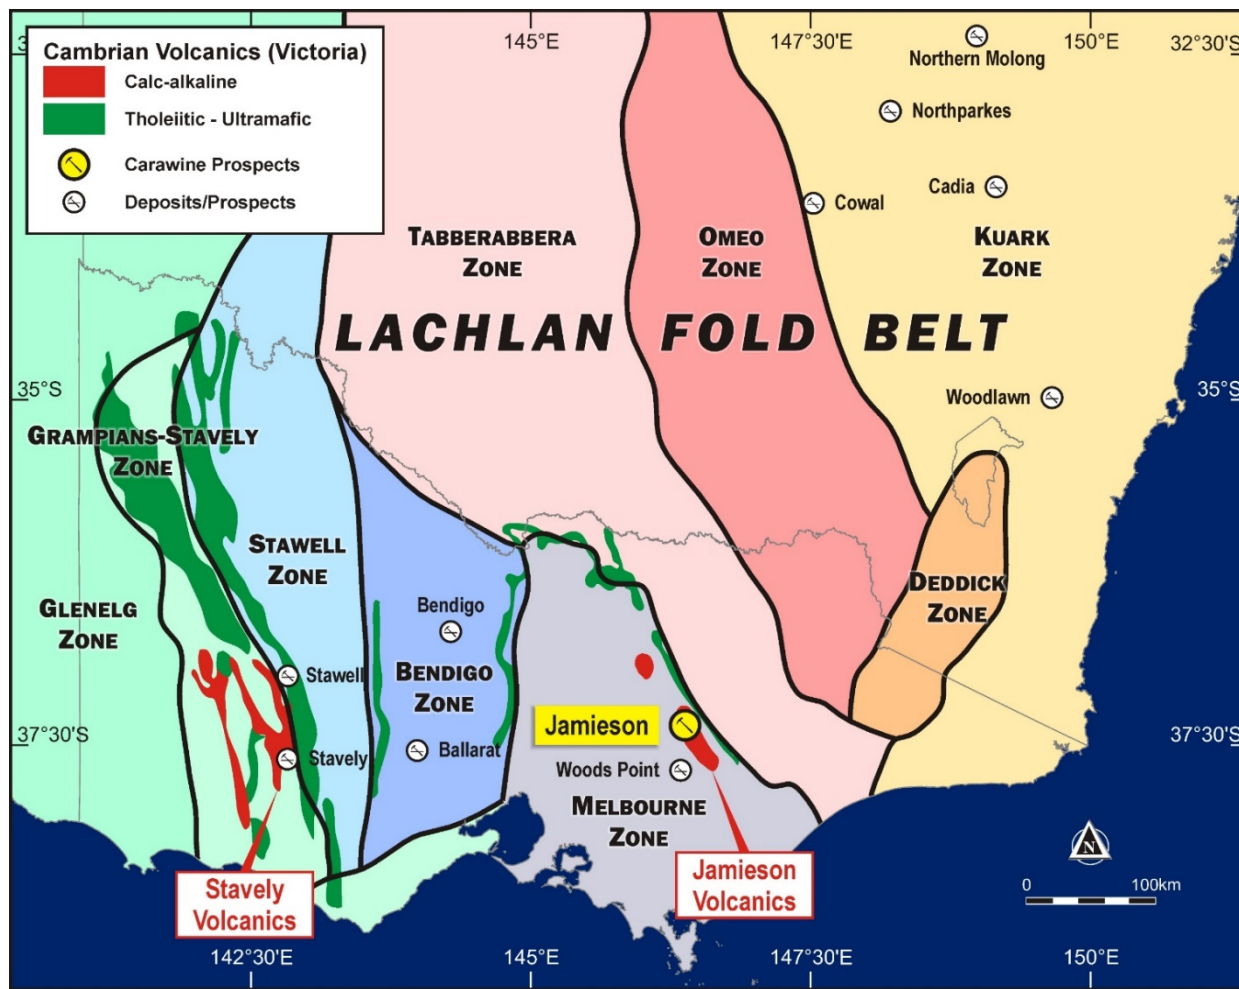 145°E
147°30'E
150°E
32°30'S
Cambrian Volcanics (Victoria)
Calc-alkaline
Tholeiitic - Ultramafic
Carawine Prospects
Deposits/Prospects
Northern Molong
Northparkes
Cadia
Cowal
TABBERABBERA
ZONE
OMEO
ZONE
KUARK
ZONE
LACHLAN FOLD BELT
35°S
35°S
Woodlawn
GRAMPIANS-STAVELY
ZONE
STAWELL
ZONE
DEDDICK
ZONE
GLENELG
ZONE
Bendigo
BENDIGO
ZONE
Stawell
Jamieson
37°30'S
37°30'S
Stavely
Ballarat
Woods Point
MELBOURNE
ZONE
Stavely
Volcanics
Jamieson
Volcanics
N
0 100km
142°30'E
145°E
147°30'E
150°E